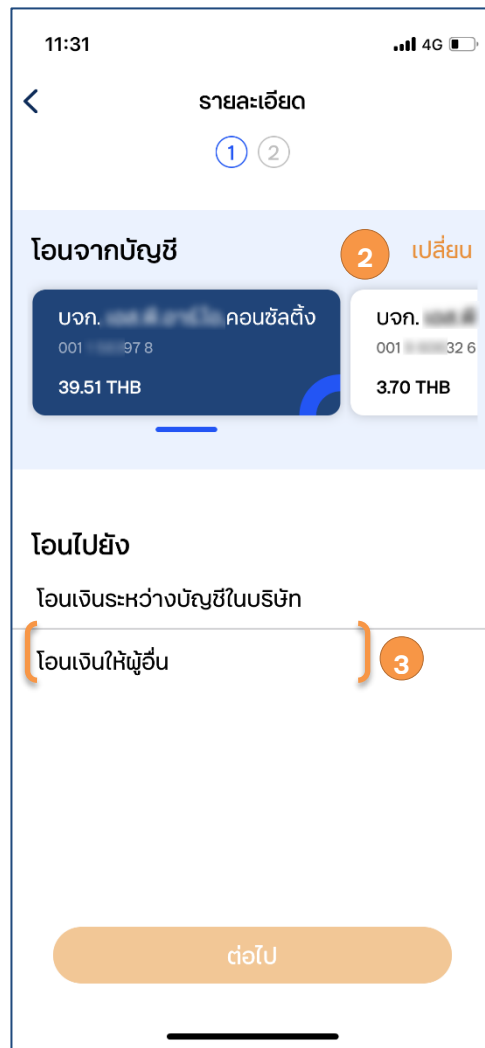 11:31 4G
รายละเอียด
1 2
โอนจากบัญชี 2 เปลี่ยน
บจก. คอนซัลติ้ง
001 97 8
39.51 THB
บจก.
001 32 6
3.70 THB
โอนไปยัง
โอนเงินระหว่างบัญชีในบริษัท
โอนเงินให้ผู้อื่น 3
ต่อไป